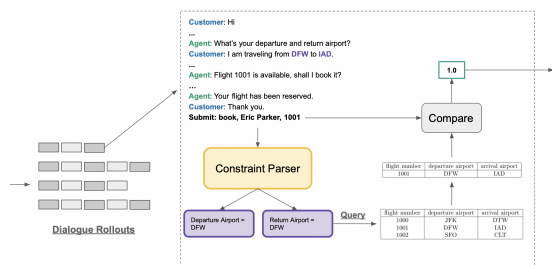 Customer: Hi
...
Agent: What's your departure and return airport?
Customer: I am traveling from DFW to IAD.
...
Agent: Flight 1001 is available, shall I book it?
...
Agent: Your flight has been reserved.
Customer: Thank you.
Submit: book, Eric Parker, 1001
1.0
Compare
Constraint Parser
Departure Airport = DFW
Return Airport = DFW
Query
flight number departure airport arrival airport
1001 DFW IAD
flight number departure airport arrival airport
1000 JFK DTW
1001 DFW IAD
1002 SFO CLT
Dialogue Rollouts